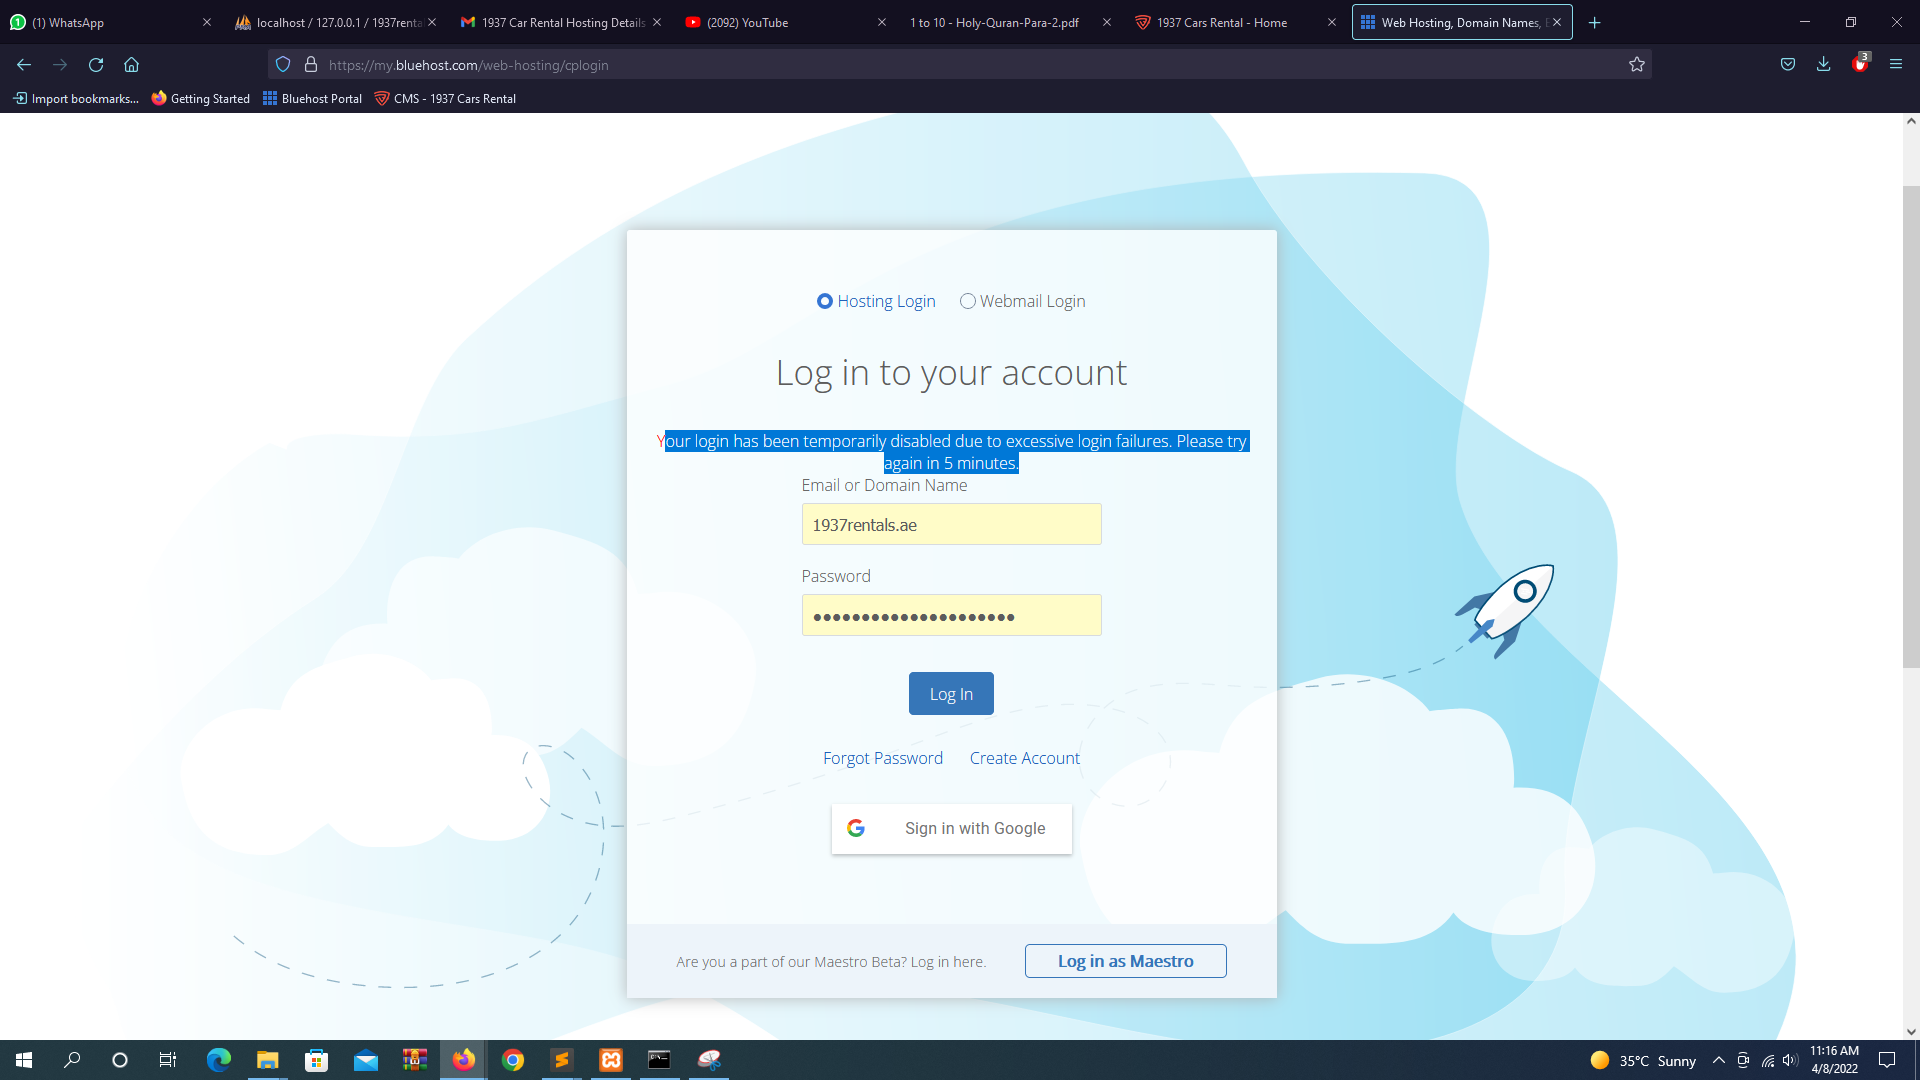 (1) WhatsApp
localhost / 127.0.0.1 / 1937rental
1937 Car Rental Hosting Details
(2092) YouTube
1 to 10 - Holy-Quran-Para-2.pdf
1937 Cars Rental - Home
Web Hosting, Domain Names, E
https://my.bluehost.com/web-hosting/cplogin
3
Import bookmarks...
Getting Started
Bluehost Portal
CMS - 1937 Cars Rental
Hosting Login
Webmail Login
Log in to your account
Your login has been temporarily disabled due to excessive login failures. Please try
again in 5 minutes.
Email or Domain Name
1937rentals.ae
Password
Log In
Forgot Password
Create Account
Sign in with Google
Are you a part of our Maestro Beta? Log in here.
Log in as Maestro
35°C Sunny
11:16 AM
4/8/2022